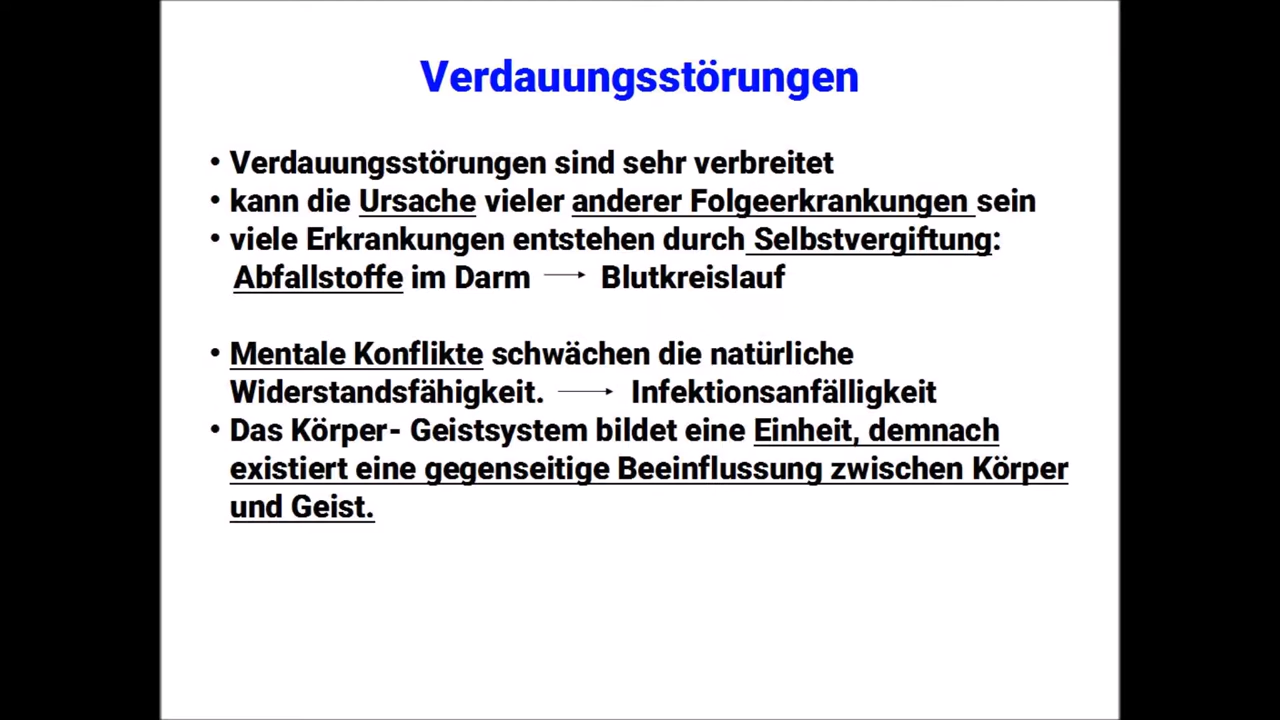 Verdauungsstörungen
• Verdauungsstörungen sind sehr verbreitet
• kann die Ursache vieler anderer Folgeerkrankungen sein
• viele Erkrankungen entstehen durch Selbstvergiftung:
Abfallstoffe im Darm → Blutkreislauf
• Mentale Konflikte schwächen die natürliche
Widerstandsfähigkeit. → Infektionsanfälligkeit
• Das Körper- Geistsystem bildet eine Einheit, demnach
existiert eine gegenseitige Beeinflussung zwischen Körper
und Geist.